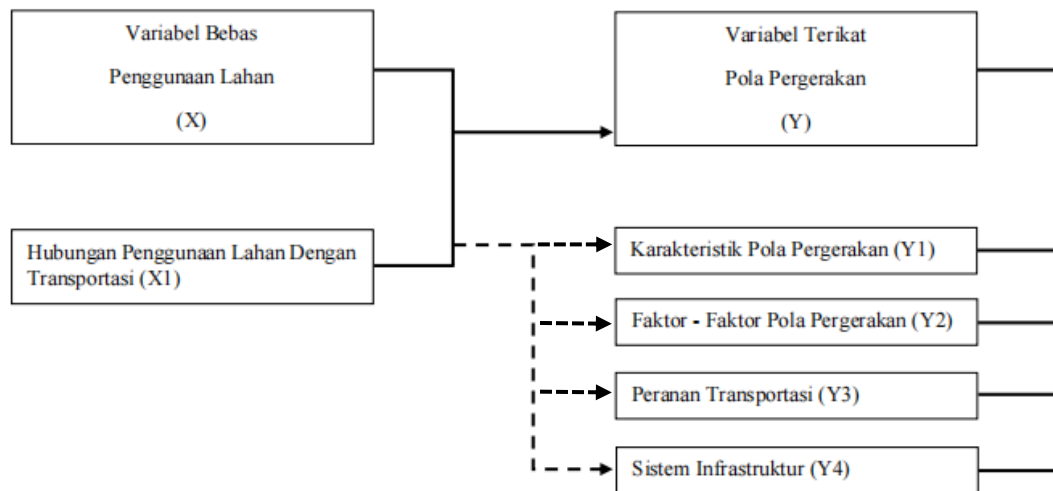 Variabel Bebas
Penggunaan Lahan
(X)
Variabel Terikat
Pola Pergerakan
(Y)
Hubungan Penggunaan Lahan Dengan
Transportasi (X1)
Karakteristik Pola Pergerakan (Y1)
Faktor - Faktor Pola Pergerakan (Y2)
Peranan Transportasi (Y3)
Sistem Infrastruktur (Y4)